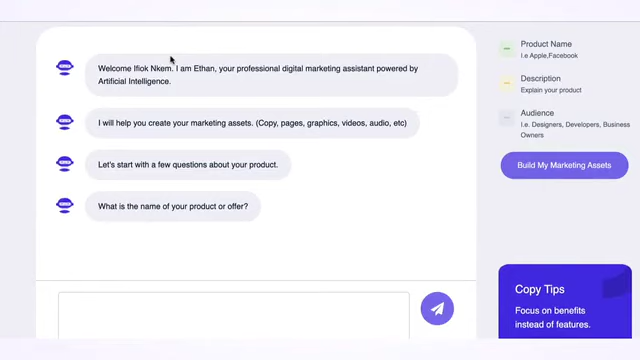 Welcome Ifiok Nkem. I am Ethan, your professional digital marketing assistant powered by
Artificial Intelligence.
I will help you create your marketing assets. (Copy, pages, graphics, videos, audio, etc)
Let's start with a few questions about your product.
What is the name of your product or offer?
Product Name
I.e Apple,Facebook
Description
Explain your product
Audience
I.e. Designers, Developers, Business
Owners
Build My Marketing Assets
Copy Tips
Focus on benefits
instead of features.